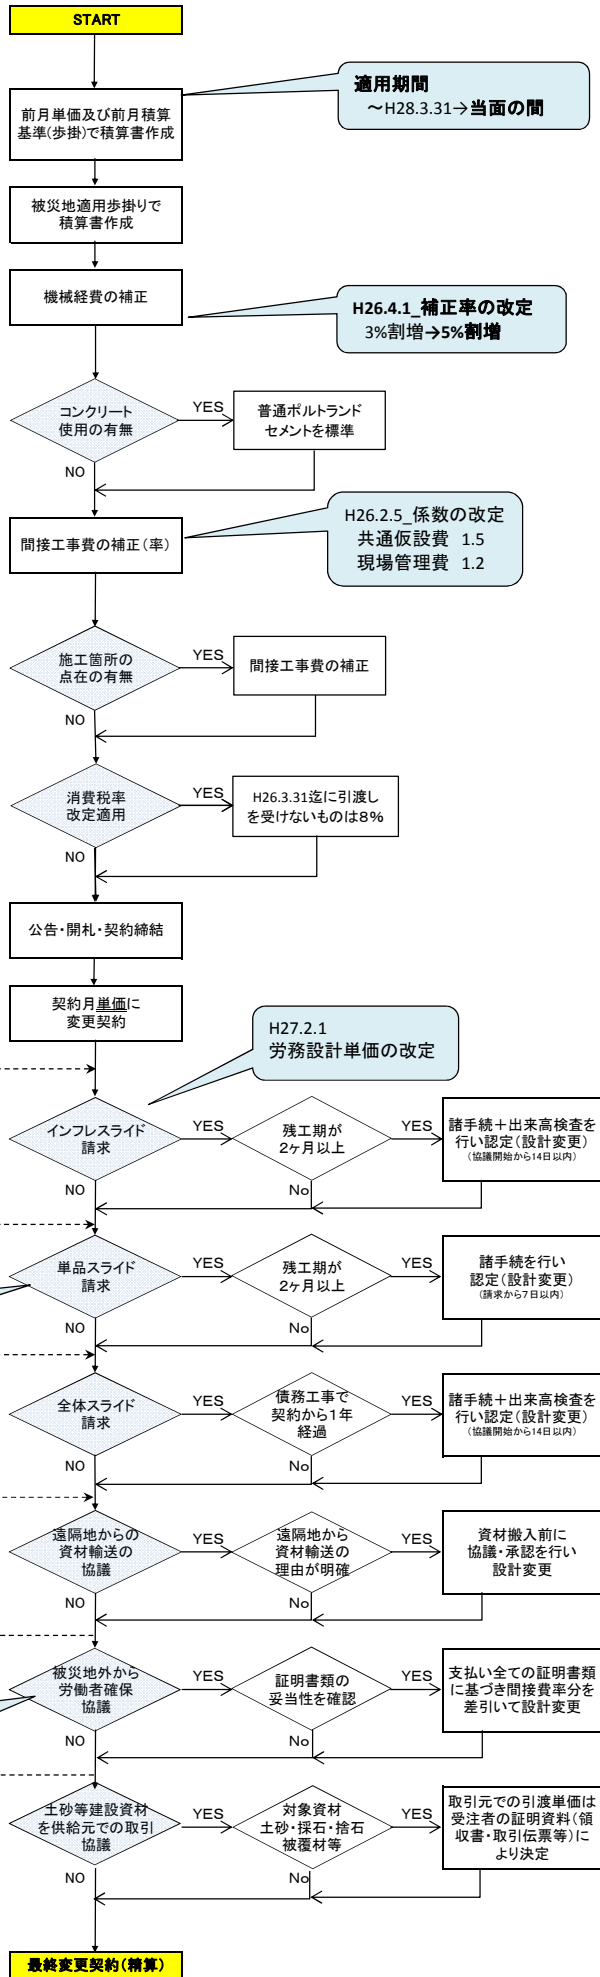 START
適用期間
～H28.3.31→当面の間
前月単価及び前月積算
基準(歩掛)で積算書作成
被災地適用歩掛りで
積算書作成
機械経費の補正
H26.4.1_補正率の改定
3%割増→5%割増
コンクリート
使用の有無
YES
普通ポルトランド
セメントを標準
NO
間接工事費の補正(率)
H26.2.5_係数の改定
共通仮設費 1.5
現場管理費 1.2
施工箇所の
点在の有無
YES
間接工事費の補正
NO
消費税率
改定適用
YES
H26.3.31迄に引渡し
を受けないものは8%
NO
公告・開札・契約締結
契約月単価に
変更契約
H27.2.1
労務設計単価の改定
インフレスライド
請求
YES
残工期が
2ヶ月以上
YES
諸手続＋出来高検査を
行い認定(設計変更)
(協議開始から14日以内)
NO
No
単品スライド
請求
YES
残工期が
2ヶ月以上
YES
諸手続を行い
認定(設計変更)
(請求から7日以内)
NO
No
全体スライド
請求
YES
債務工事で
契約から1年
経過
YES
諸手続＋出来高検査を
行い認定(設計変更)
(協議開始から14日以内)
NO
No
遠隔地からの
資材輸送の
協議
YES
遠隔地から
資材輸送の
理由が明確
YES
資材搬入前に
協議・承認を行い
設計変更
NO
No
被災地外から
労働者確保
協議
YES
証明書類の
妥当性を確認
YES
支払い全ての証明書類
に基づき間接費率分を
差引いて設計変更
NO
No
土砂等建設資材
を供給元での取引
協議
YES
対象資材
土砂・採石・捨石
被覆材等
YES
取引元での引渡単価は
受注者の証明資料(領
収書・取引伝票等)に
より決定
NO
No
最終変更契約(精算)